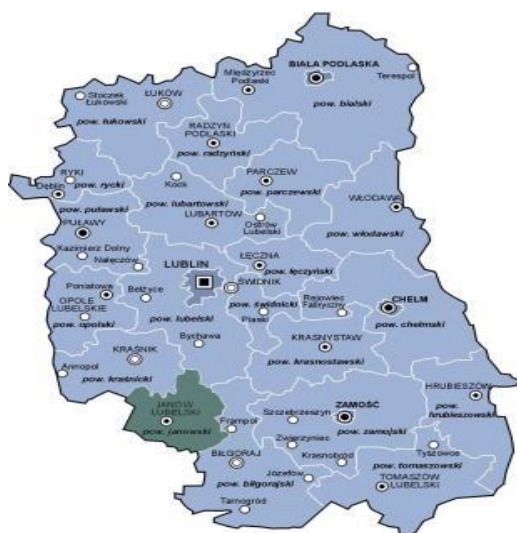 Międzyrzec
Podlaski
BIAŁA PODLASKA
Terespol
Stoczek
Łukowski
ŁUKÓW
pow. bialski
pow. łukowski
RADZYŃ
PODLASKI
pow. radzyński
RYKI
pow. rycki
Dęblin
Kock
PARCZEW
pow. parczewski
pow. puławski
pow. lubartowski
WŁODAWA
PUŁAWY
LUBARTÓW
Ostrów
Lubelski
pow. włodawski
Kazimierz Dolny
Nałęczów
LUBLIN
ŁĘCZNA
pow. łęczyński
Poniatowa
Bełżyce
ŚWIDNIK
pow. świdnicki
Rejowiec
Fabryczny
CHEŁM
OPOLE
LUBELSKIE
pow. opolski
pow. lubelski
Piaski
pow. chełmski
Bychawa
KRASNYSTAW
pow. krasnostawski
KRAŚNIK
Annopol
pow. kraśnicki
HRUBIESZÓW
pow.
hrubieszowski
JANÓW
LUBELSKI
pow. janowski
Frampol
Szczebrzeszyn
ZAMOŚĆ
pow. zamojski
Zwierzyniec
Tyszowce
BIŁGORAJ
Krasnobród
pow. tomaszowski
pow. biłgorajski
Józefów
TOMASZÓW
LUBELSKI
Tarnogród